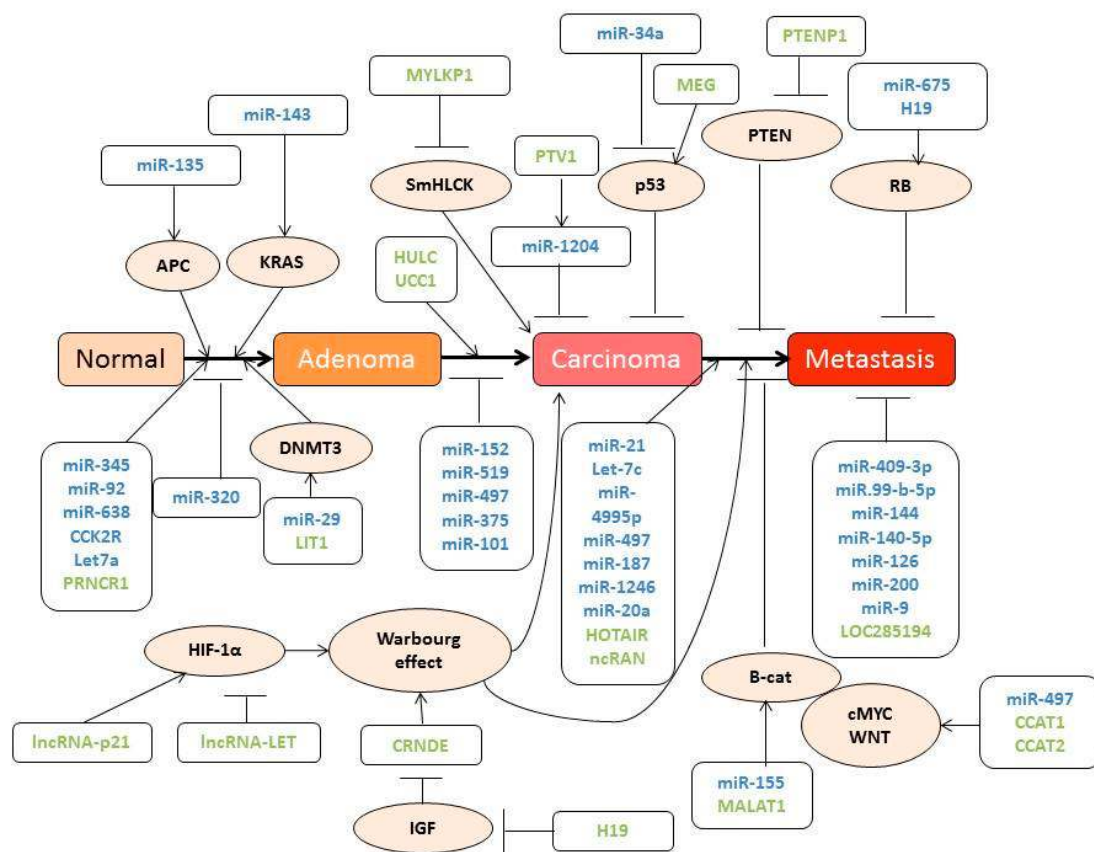 miR-34a
PTENP1
MYLKP1
MEG
miR-675
H19
miR-143
PTEN
miR-135
PTV1
SmHLCK
p53
RB
miR-1204
APC
KRAS
HULC
UCC1
Normal
Adenoma
Carcinoma
Metastasis
DNMT3
miR-345
miR-92
miR-638
CCK2R
Let7a
PRNCR1
miR-320
miR-29
LIT1
miR-152
miR-519
miR-497
miR-375
miR-101
miR-21
Let-7c
miR-
4995p
miR-497
miR-187
miR-1246
miR-20a
HOTAIR
ncRAN
miR-409-3p
miR.99-b-5p
miR-144
miR-140-5p
miR-126
miR-200
miR-9
LOC285194
HIF-1α
Warbourg
effect
B-cat
cMYC
WNT
miR-497
CCAT1
CCAT2
lncRNA-p21
lncRNA-LET
CRNDE
miR-155
MALAT1
IGF
H19